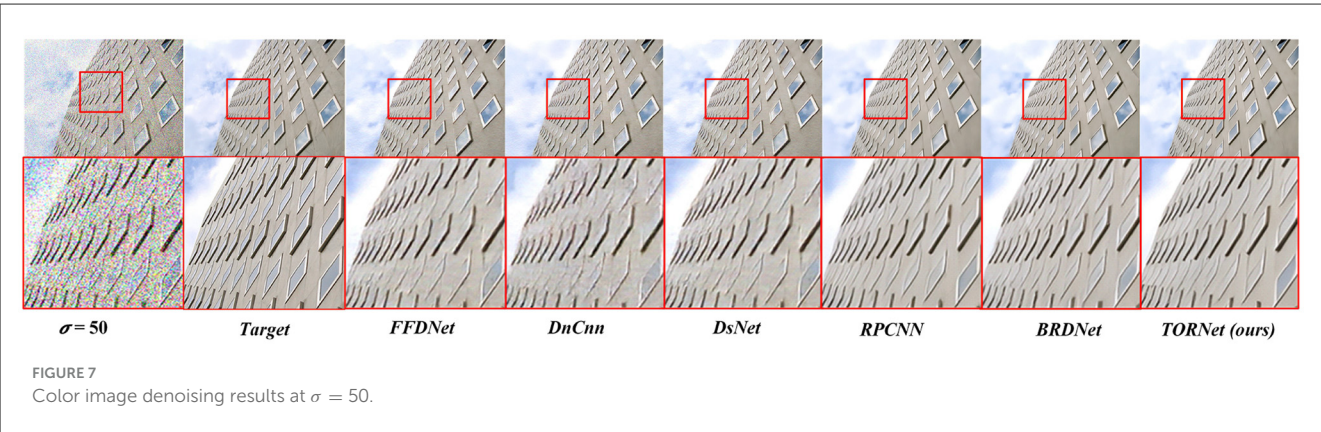 σ = 50 Target FFDNet DnCnn DsNet RPCNN BRDNet TORNet (ours)
FIGURE 7
Color image denoising results at σ = 50.